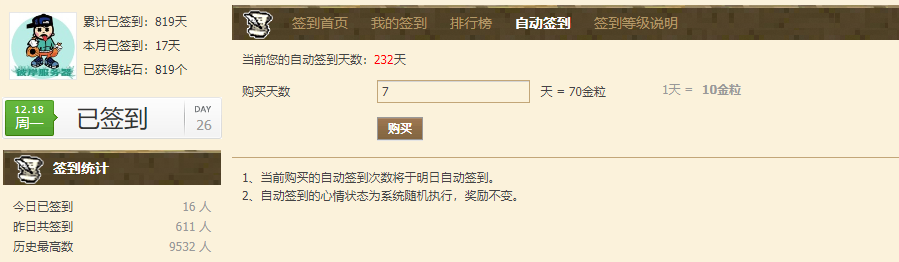 累计已签到：819天
本月已签到：17天
已获得钻石：819个
彼岸服务器
12.18
周一
已签到
DAY
26
签到统计
今日已签到 16 人
昨日共签到 611 人
历史最高数 9532 人
签到首页 我的签到 排行榜 自动签到 签到等级说明
当前您的自动签到天数：232天
购买天数 7 天 = 70金粒 1天 = 10金粒
购买
1、当前购买的自动签到次数将于明日自动签到。
2、自动签到的心情状态为系统随机执行，奖励不变。